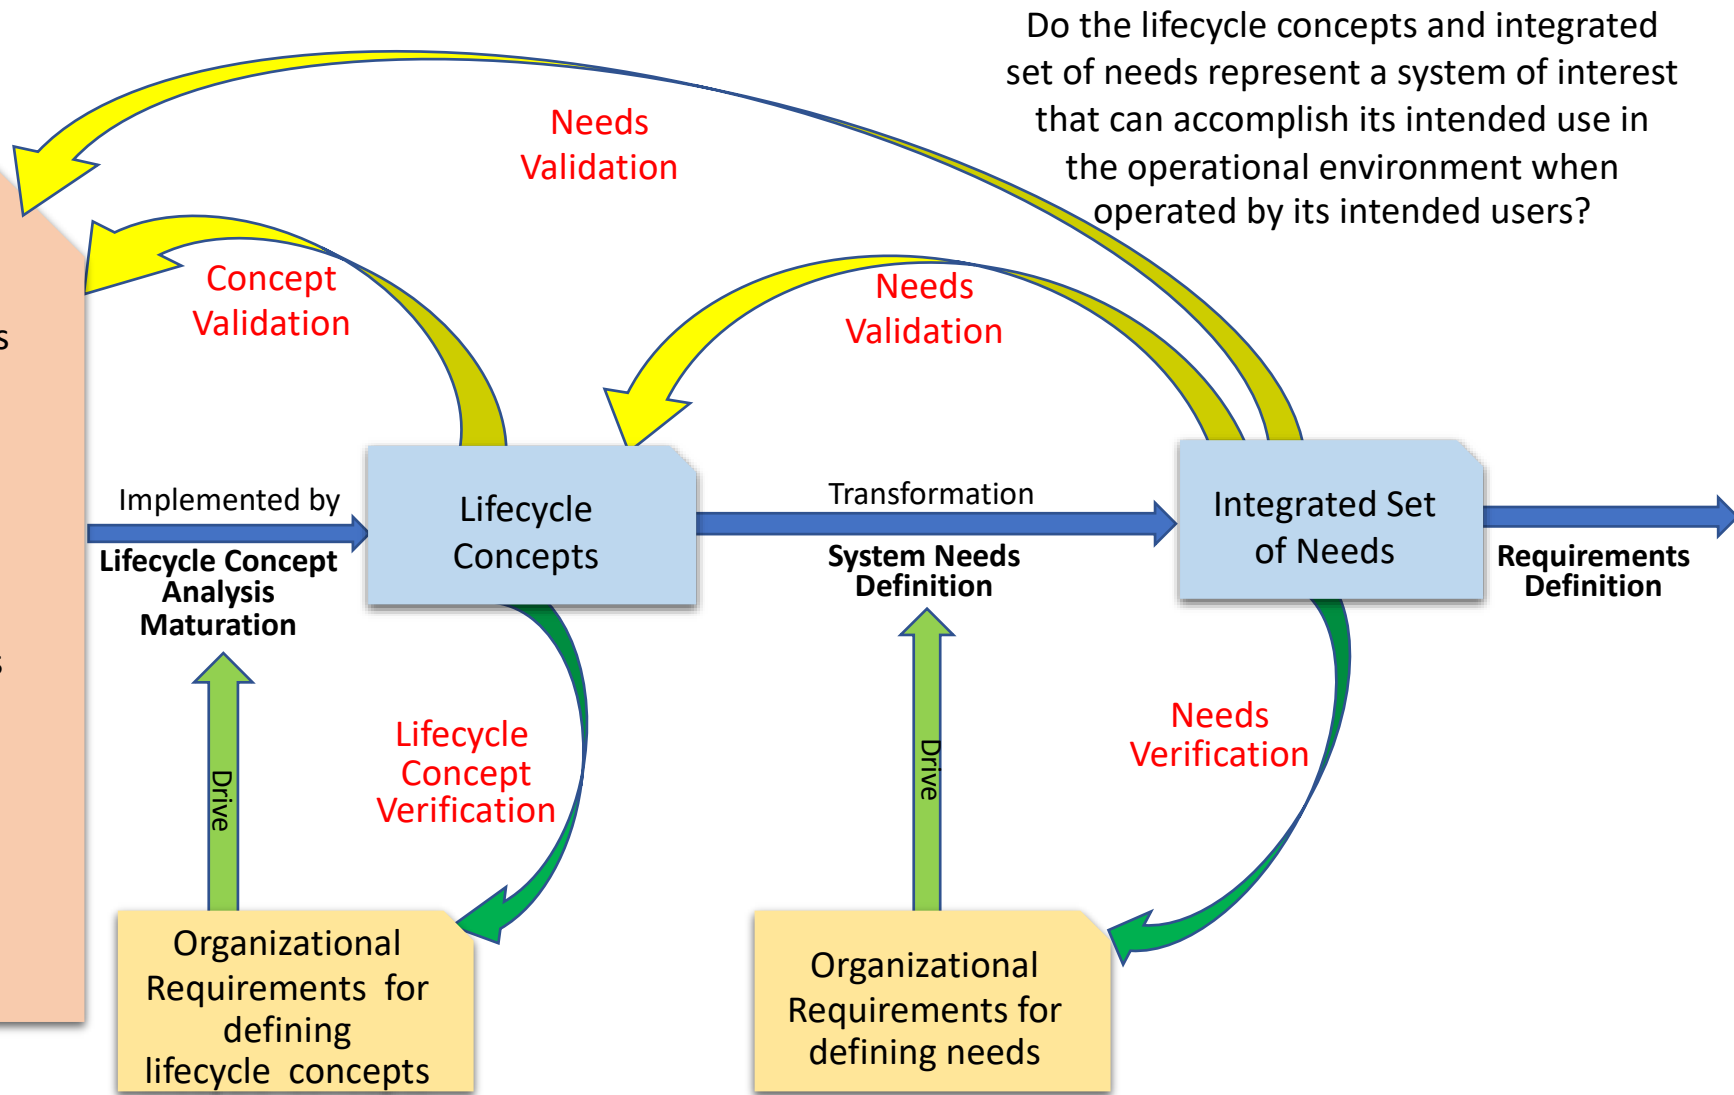 Do the lifecycle concepts and integrated
set of needs represent a system of interest
that can accomplish its intended use in
the operational environment when
operated by its intended users?
Needs
Validation
Concept
Validation
Needs
Validation
s
Implemented by
Lifecycle Concept
Analysis
Maturation
Lifecycle
Concepts
Transformation
System Needs
Definition
Integrated Set
of Needs
Requirements
Definition
s
Drive
Lifecycle
Concept
Verification
Drive
Needs
Verification
Organizational
Requirements for
defining
lifecycle concepts
Organizational
Requirements for
defining needs